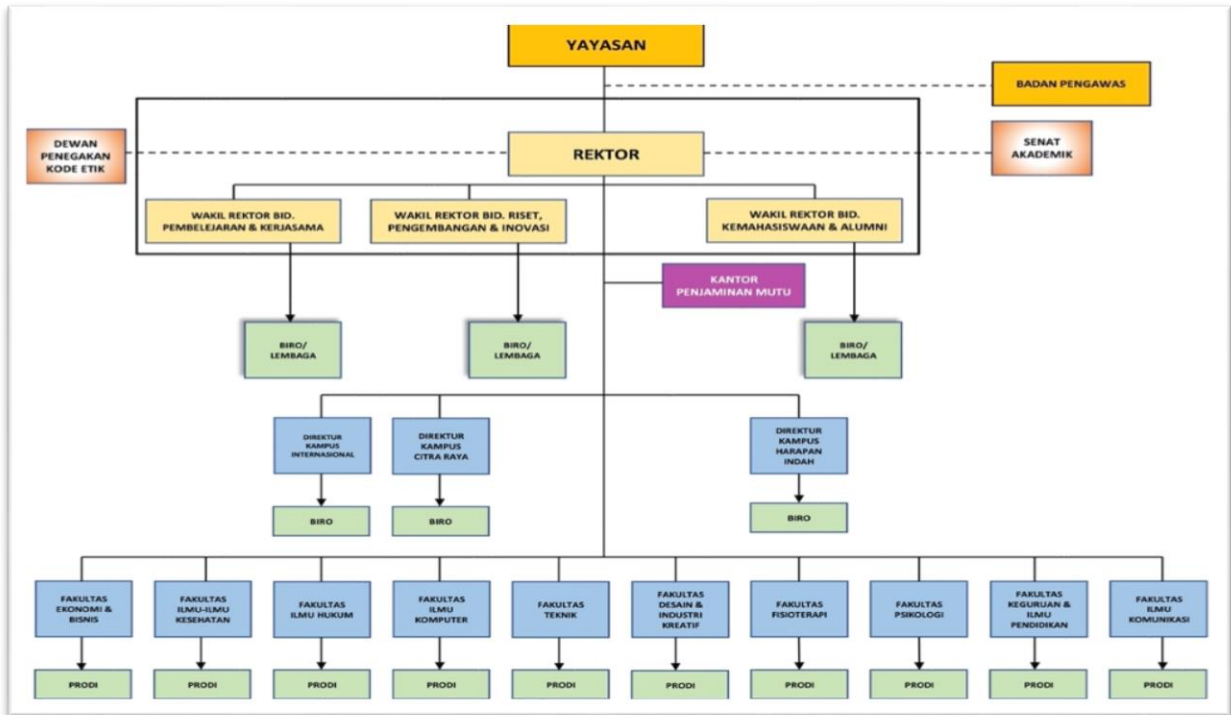 YAYASAN
BADAN PENGAWAS
DEWAN
PENEGAKAN
KODE ETIK
REKTOR
SENAT
AKADEMIK
WAKIL REKTOR BID.
PEMBELEJARAN & KERJASAMA
WAKIL REKTOR BID. RISET,
PENGEMBANGAN & INOVASI
WAKIL REKTOR BID.
KEMAHASISWAAN & ALUMNI
KANTOR
PENJAMINAN MUTU
BIRO/
LEMBAGA
BIRO/
LEMBAGA
BIRO/
LEMBAGA
DIREKTUR
KAMPUS
INTERNASIONAL
DIREKTUR
KAMPUS
CITRA RAYA
DIREKTUR
KAMPUS
HARAPAN
INDAH
BIRO
BIRO
BIRO
FAKULTAS
EKONOMI &
BISNIS
FAKULTAS
ILMU-ILMU
KESEHATAN
FAKULTAS
ILMU HUKUM
FAKULTAS
ILMU
KOMPUTER
FAKULTAS
TEKNIK
FAKULTAS
DESAIN &
INDUSTRI
KREATIF
FAKULTAS
FISIOTERAPI
FAKULTAS
PSIKOLOGI
FAKULTAS
KEGURUAN &
ILMU
PENDIDIKAN
FAKULTAS
ILMU
KOMUNIKASI
PRODI
PRODI
PRODI
PRODI
PRODI
PRODI
PRODI
PRODI
PRODI
PRODI